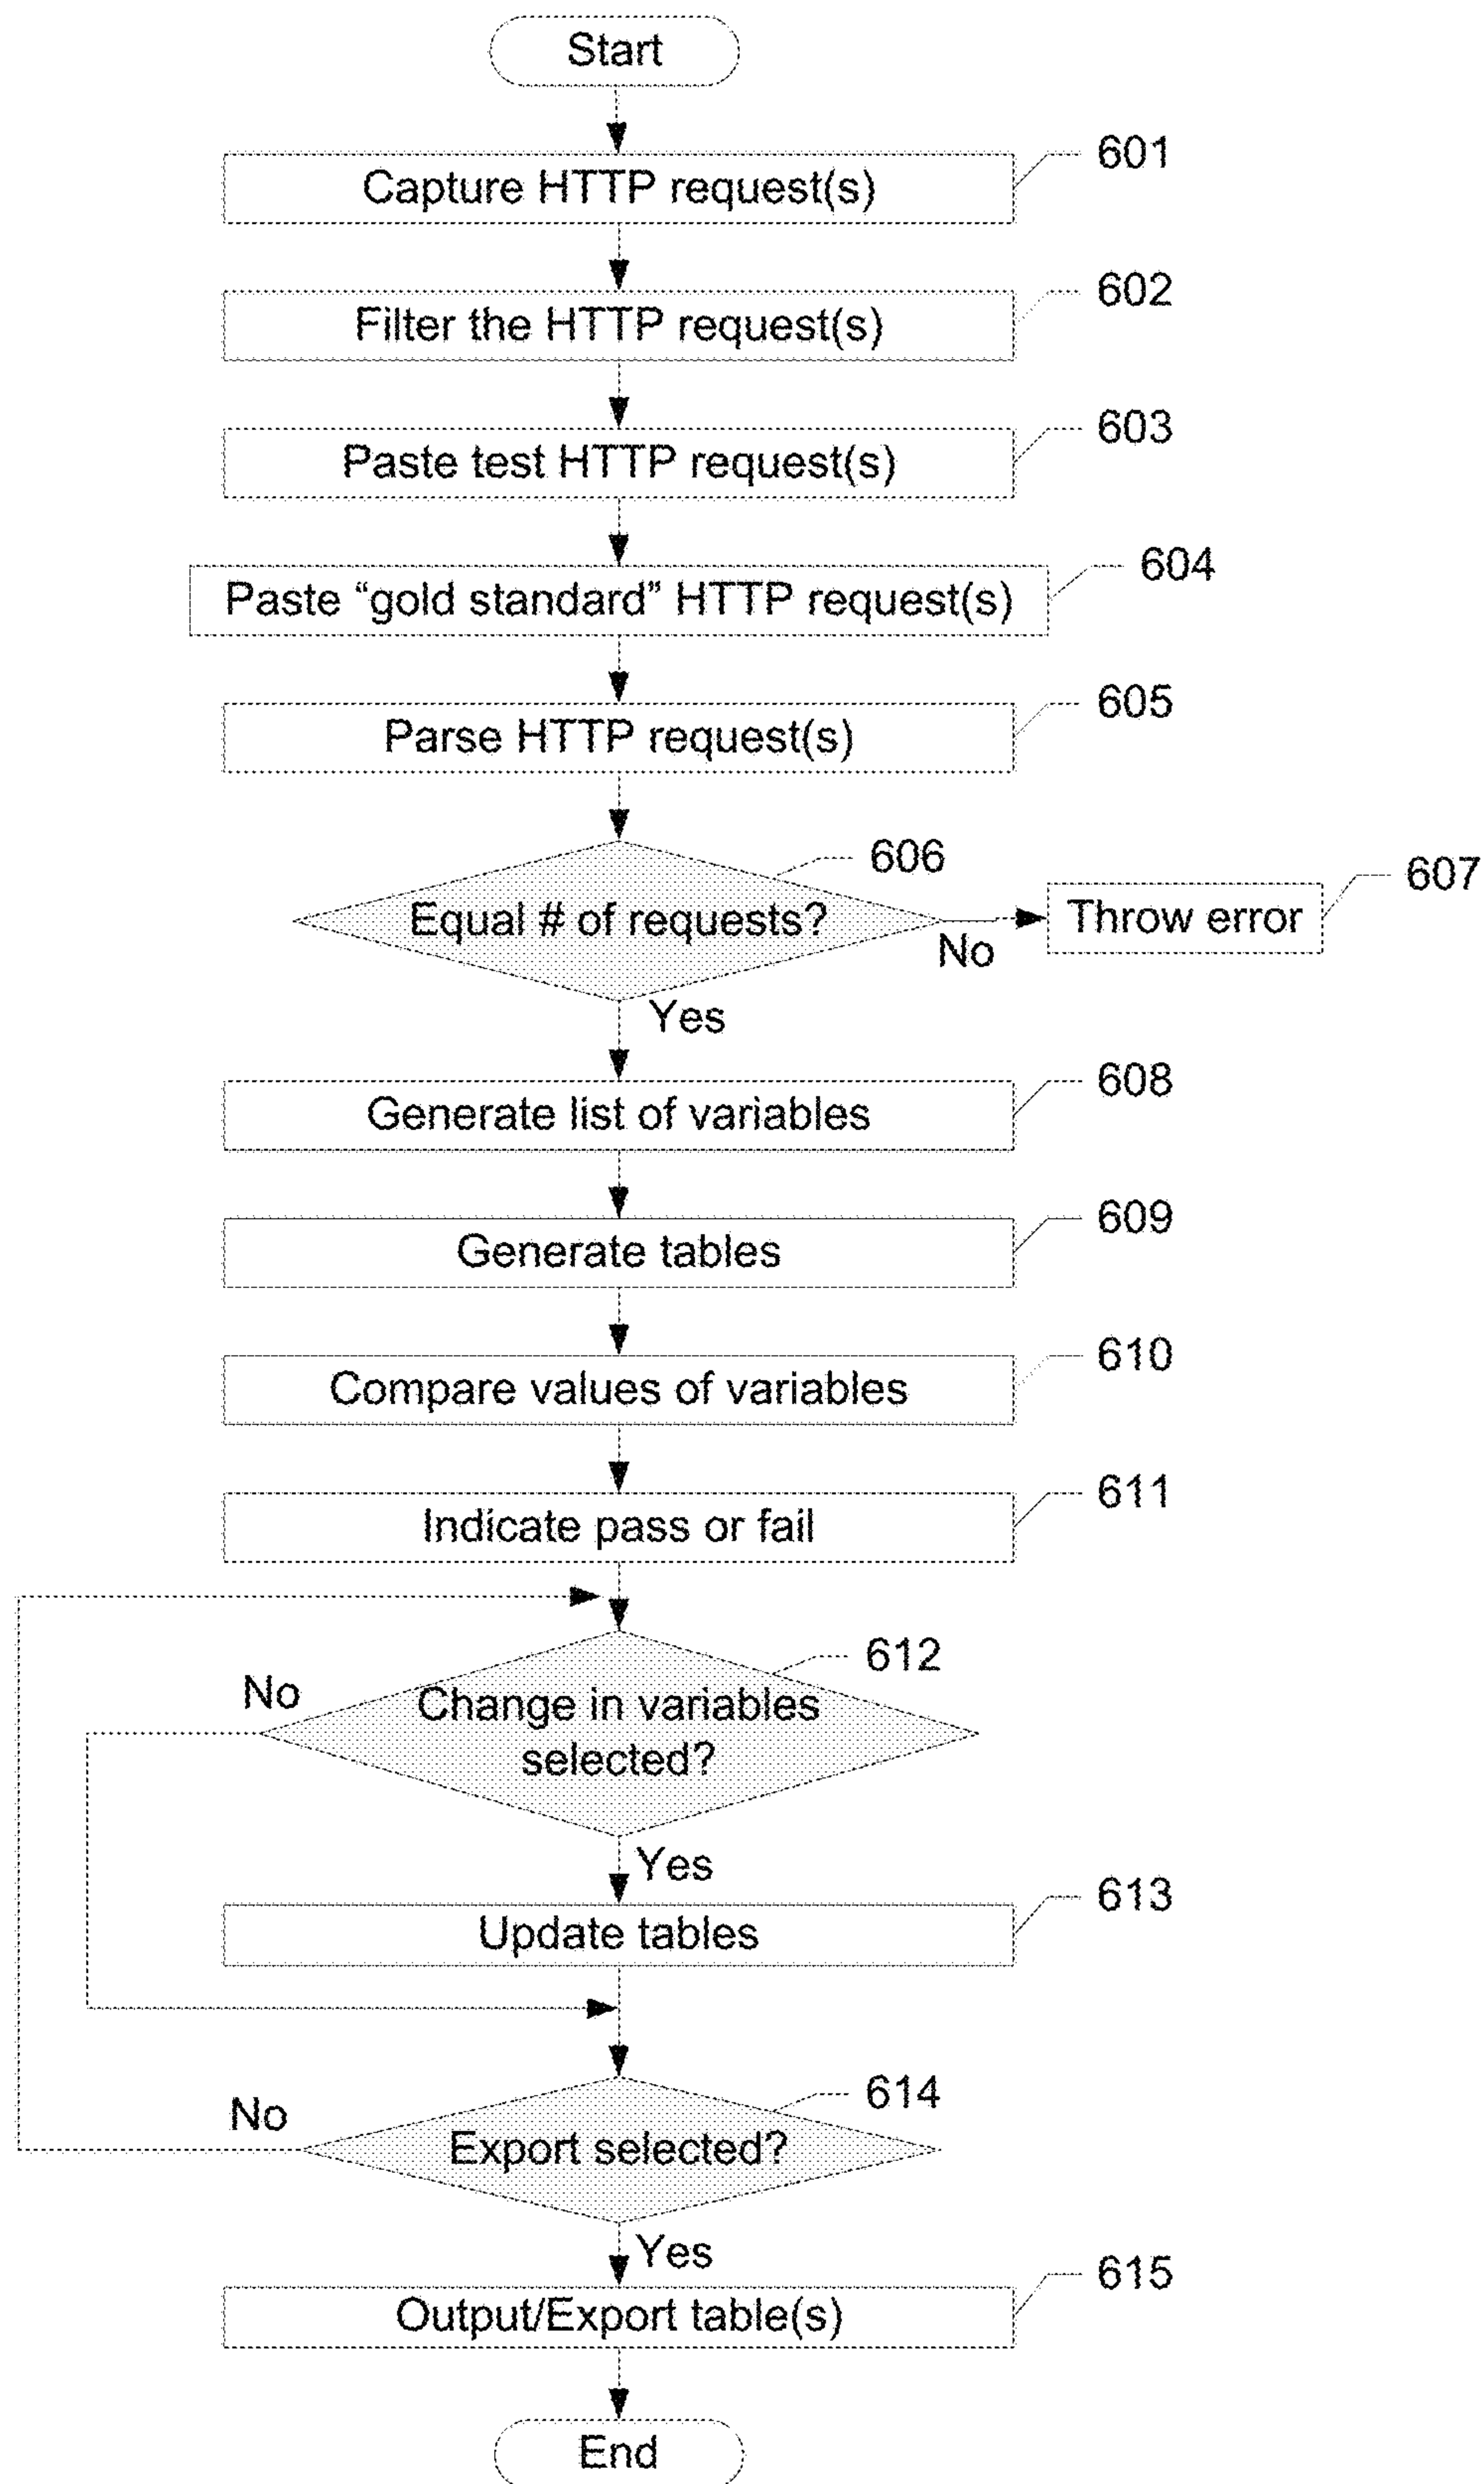 Start
601
Capture HTTP request(s)
602
Filter the HTTP request(s)
603
Paste test HTTP request(s)
604
Paste “gold standard” HTTP request(s)
605
Parse HTTP request(s)
606
607
Equal # of requests?
Throw error
No
Yes
608
Generate list of variables
609
Generate tables
610
Compare values of variables
611
Indicate pass or fail
612
No
Change in variables
selected?
Yes
613
Update tables
614
No
Export selected?
Yes
615
Output/Export table(s)
End